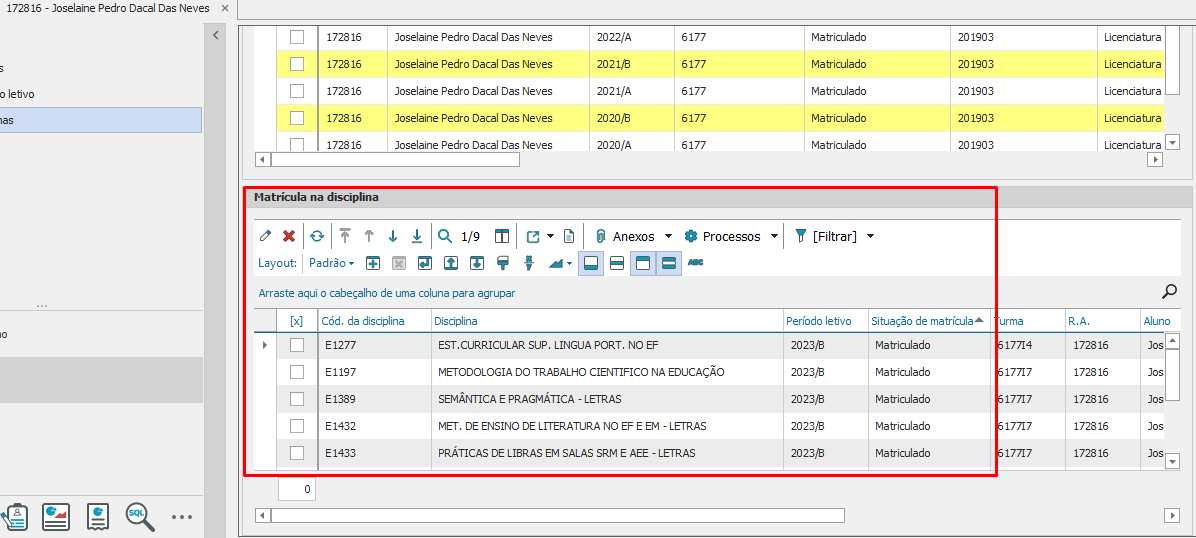 172816 - Joselaine Pedro Dacal Das Neves ×
s
o letivo
nas
no
172816 Joselaine Pedro Dacal Das Neves 2022/A 6177 Matriculado 201903 Licenciatura
172816 Joselaine Pedro Dacal Das Neves 2021/B 6177 Matriculado 201903 Licenciatura
172816 Joselaine Pedro Dacal Das Neves 2021/A 6177 Matriculado 201903 Licenciatura
172816 Joselaine Pedro Dacal Das Neves 2020/B 6177 Matriculado 201903 Licenciatura
172816 Joselaine Pedro Dacal Das Neves 2020/A 6177 Matriculado 201903 Licenciatura
Matrícula na disciplina
1/9 Anexos Processos [Filtrar]
Layout: Padrão ABC
Arraste aqui o cabeçalho de uma coluna para agrupar
[x] Cód. da disciplina Disciplina Período letivo Situação de matrícula Turma R.A. Aluno
E1277 EST.CURRICULAR SUP. LINGUA PORT. NO EF 2023/B Matriculado 6177I4 172816 Jos
E1197 METODOLOGIA DO TRABALHO CIENTIFICO NA EDUCAÇÃO 2023/B Matriculado 6177I7 172816 Jos
E1389 SEMÂNTICA E PRAGMÁTICA - LETRAS 2023/B Matriculado 6177I7 172816 Jos
E1432 MET. DE ENSINO DE LITERATURA NO EF E EM - LETRAS 2023/B Matriculado 6177I7 172816 Jos
E1433 PRÁTICAS DE LIBRAS EM SALAS SRM E AEE - LETRAS 2023/B Matriculado 6177I7 172816 Jos
0
SQL